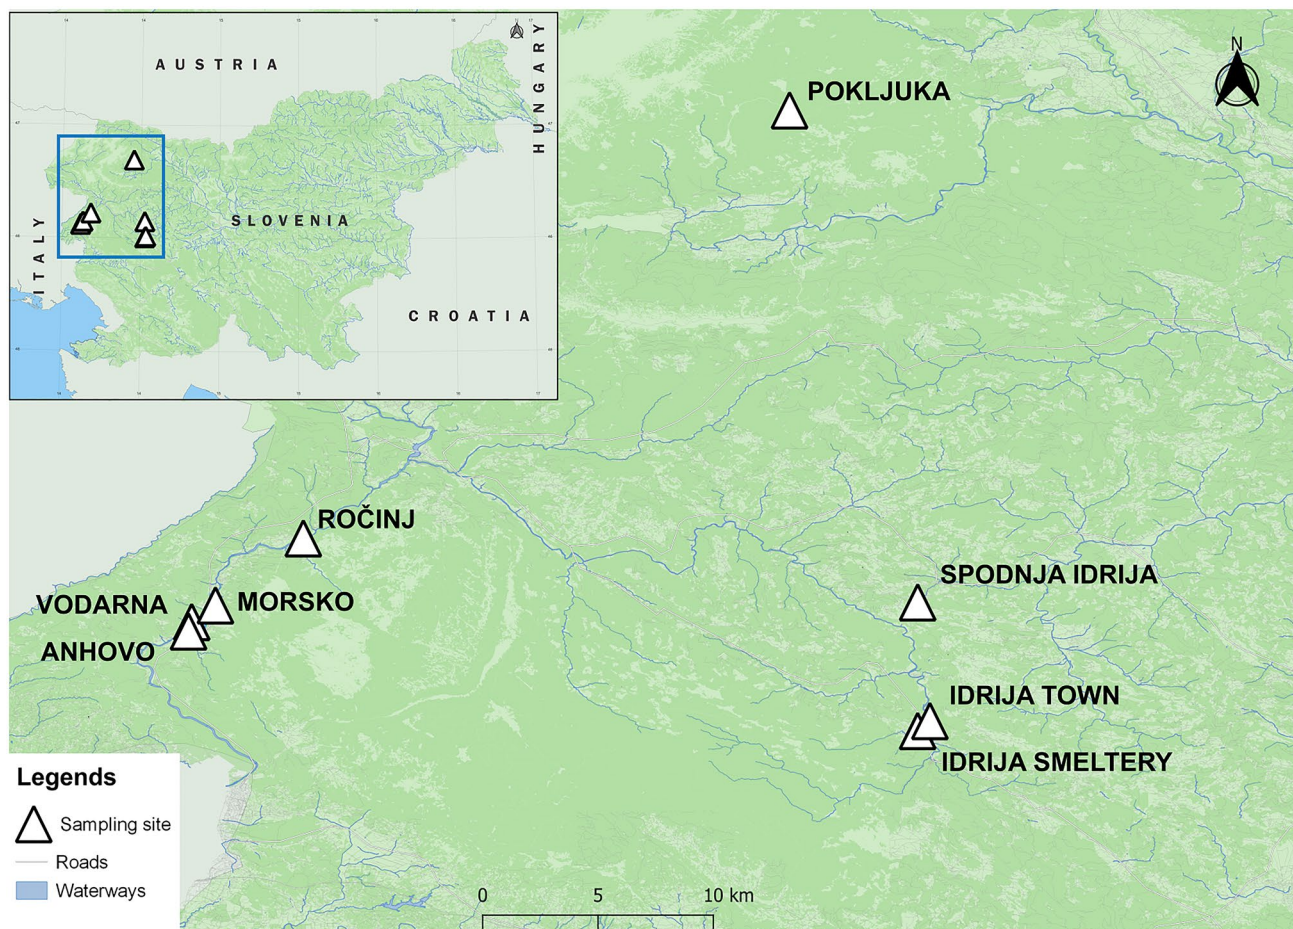 AUSTRIA
HUNGARY
SLOVENIA
ITALY
CROATIA
N
POKLJUKA
ROČINJ
SPODNJA IDRIJA
VODARNA
MORSKO
ANHOVO
IDRIJA TOWN
IDRIJA SMELTERY
Legends
Sampling site
Roads
Waterways
0 5 10 km